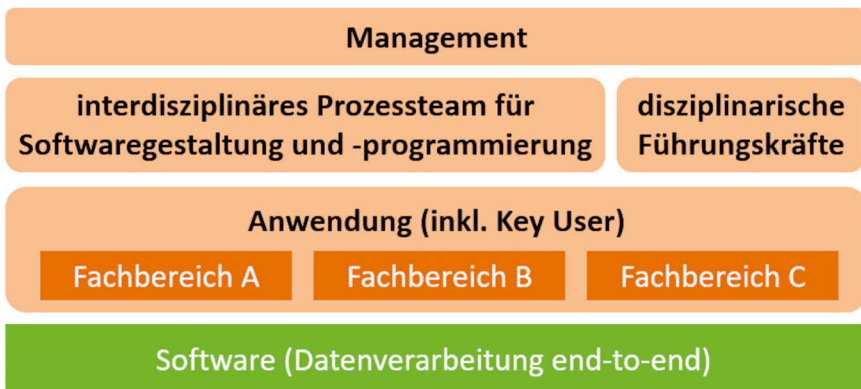 Management
interdisziplinäres Prozessteam für
Softwaregestaltung und -programmierung
disziplinarische
Führungskräfte
Anwendung (inkl. Key User)
Fachbereich A
Fachbereich B
Fachbereich C
Software (Datenverarbeitung end-to-end)